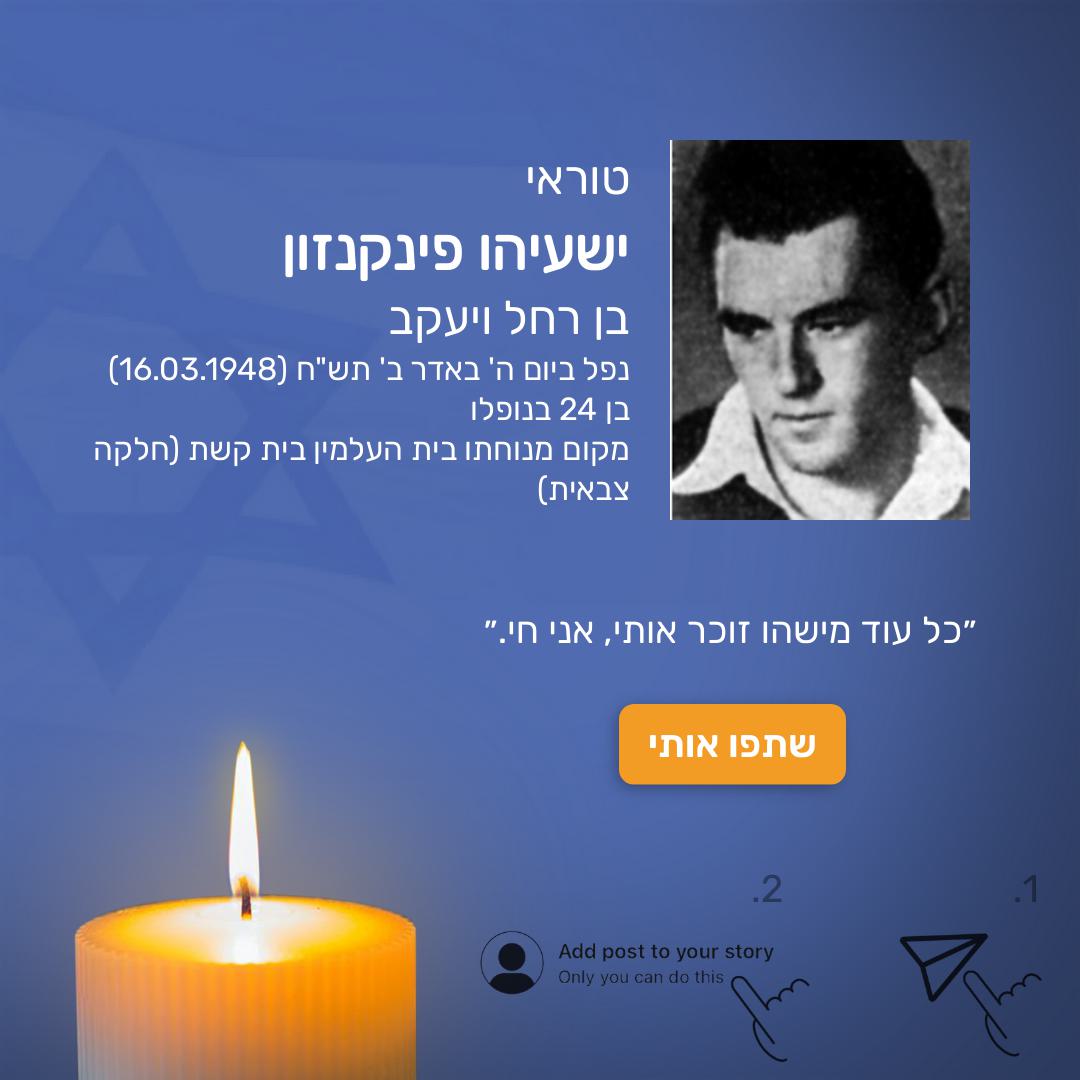 טוראי
ישעיהו פינקנזון
בן רחל ויעקב
נפל ביום ה' באדר ב' תש"ח (16.03.1948)
בן 24 בנופלו
מקום מנוחתו בית העלמין בית קשת (חלקה
צבאית)
״כל עוד מישהו זוכר אותי, אני חי.״
שתפו אותי
.1
.2
Add post to your story
Only you can do this